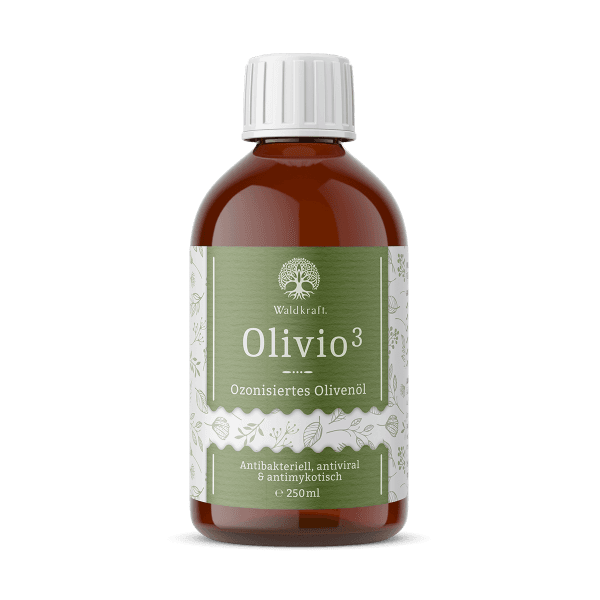 Waldkraft.
Olivio³
Ozonisiertes Olivenöl
Antibakteriell, antiviral
& antimykotisch
℮ 250ml